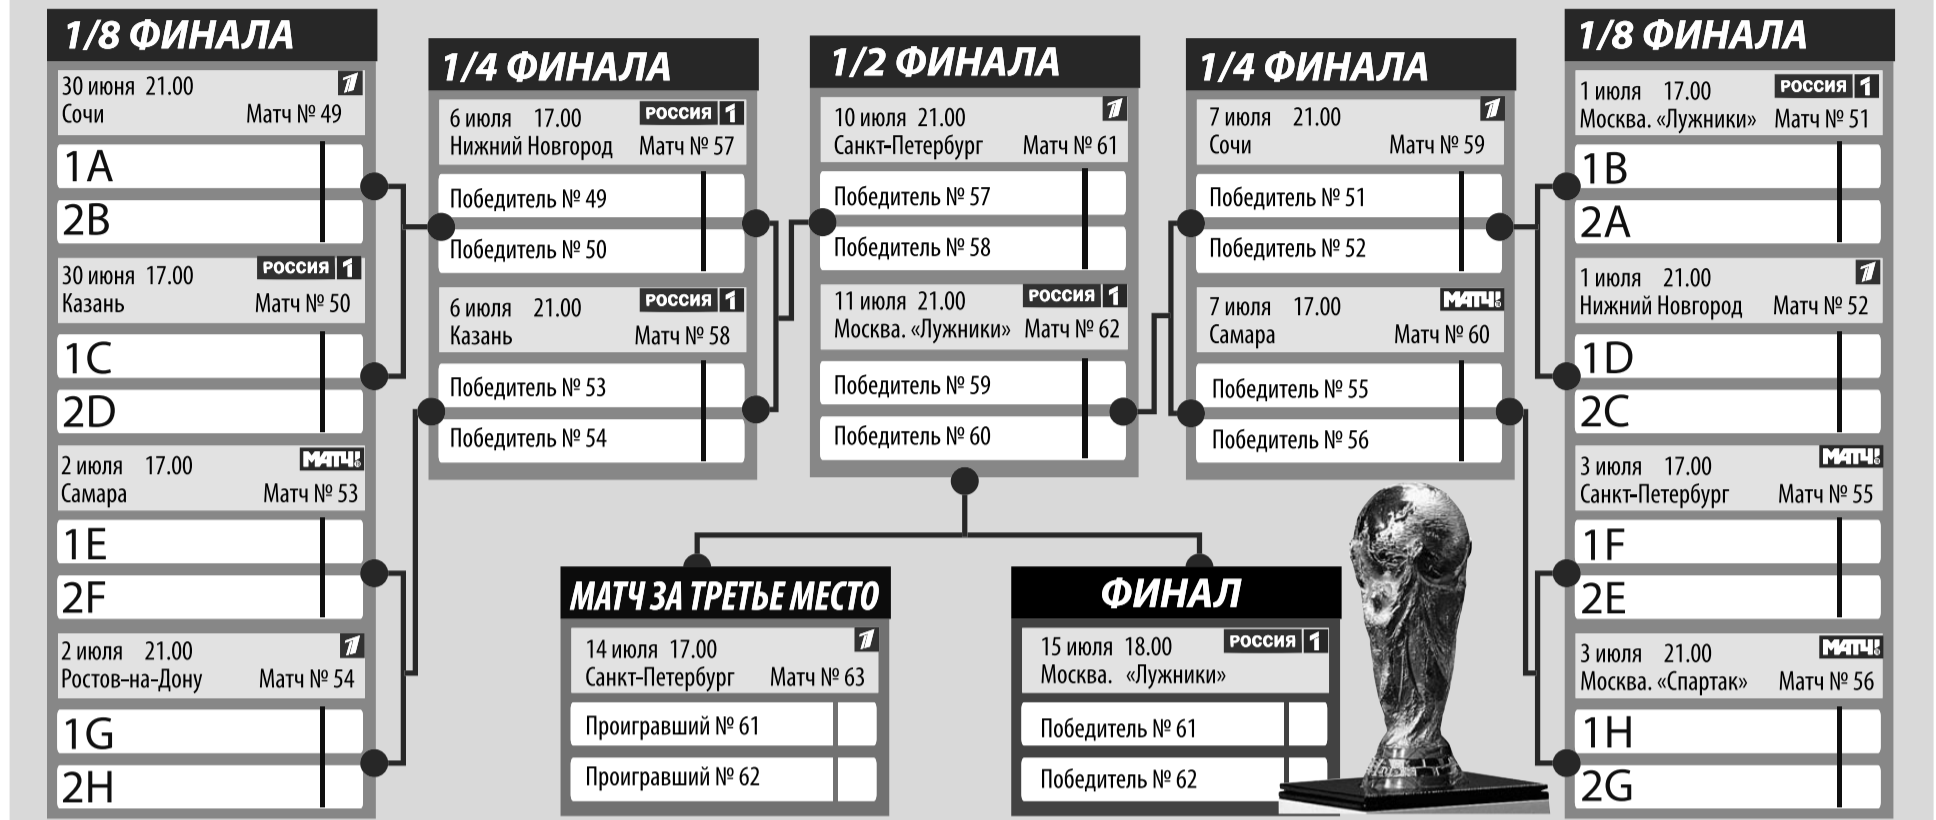 1/8 ФИНАЛА
30 июня 21.00 1
Сочи Матч № 49
1A
2B
30 июня 17.00 РОССИЯ 1
Казань Матч № 50
1C
2D
2 июля 17.00 МАТЧ!
Самара Матч № 53
1E
2F
2 июля 21.00 1
Ростов-на-Дону Матч № 54
1G
2H
1/4 ФИНАЛА
6 июля 17.00 РОССИЯ 1
Нижний Новгород Матч № 57
Победитель № 49
Победитель № 50
6 июля 21.00 РОССИЯ 1
Казань Матч № 58
Победитель № 53
Победитель № 54
1/2 ФИНАЛА
10 июля 21.00 1
Санкт-Петербург Матч № 61
Победитель № 57
Победитель № 58
11 июля 21.00 РОССИЯ 1
Москва. «Лужники» Матч № 62
Победитель № 59
Победитель № 60
1/4 ФИНАЛА
7 июля 21.00 1
Сочи Матч № 59
Победитель № 51
Победитель № 52
7 июля 17.00 МАТЧ!
Самара Матч № 60
Победитель № 55
Победитель № 56
1/8 ФИНАЛА
1 июля 17.00 РОССИЯ 1
Москва. «Лужники» Матч № 51
1B
2A
1 июля 21.00 1
Нижний Новгород Матч № 52
1D
2C
3 июля 17.00 МАТЧ!
Санкт-Петербург Матч № 55
1F
2E
3 июля 21.00 МАТЧ!
Москва. «Спартак» Матч № 56
1H
2G
МАТЧ ЗА ТРЕТЬЕ МЕСТО
14 июля 17.00 1
Санкт-Петербург Матч № 63
Проигравший № 61
Проигравший № 62
ФИНАЛ
15 июля 18.00 РОССИЯ 1
Москва. «Лужники»
Победитель № 61
Победитель № 62